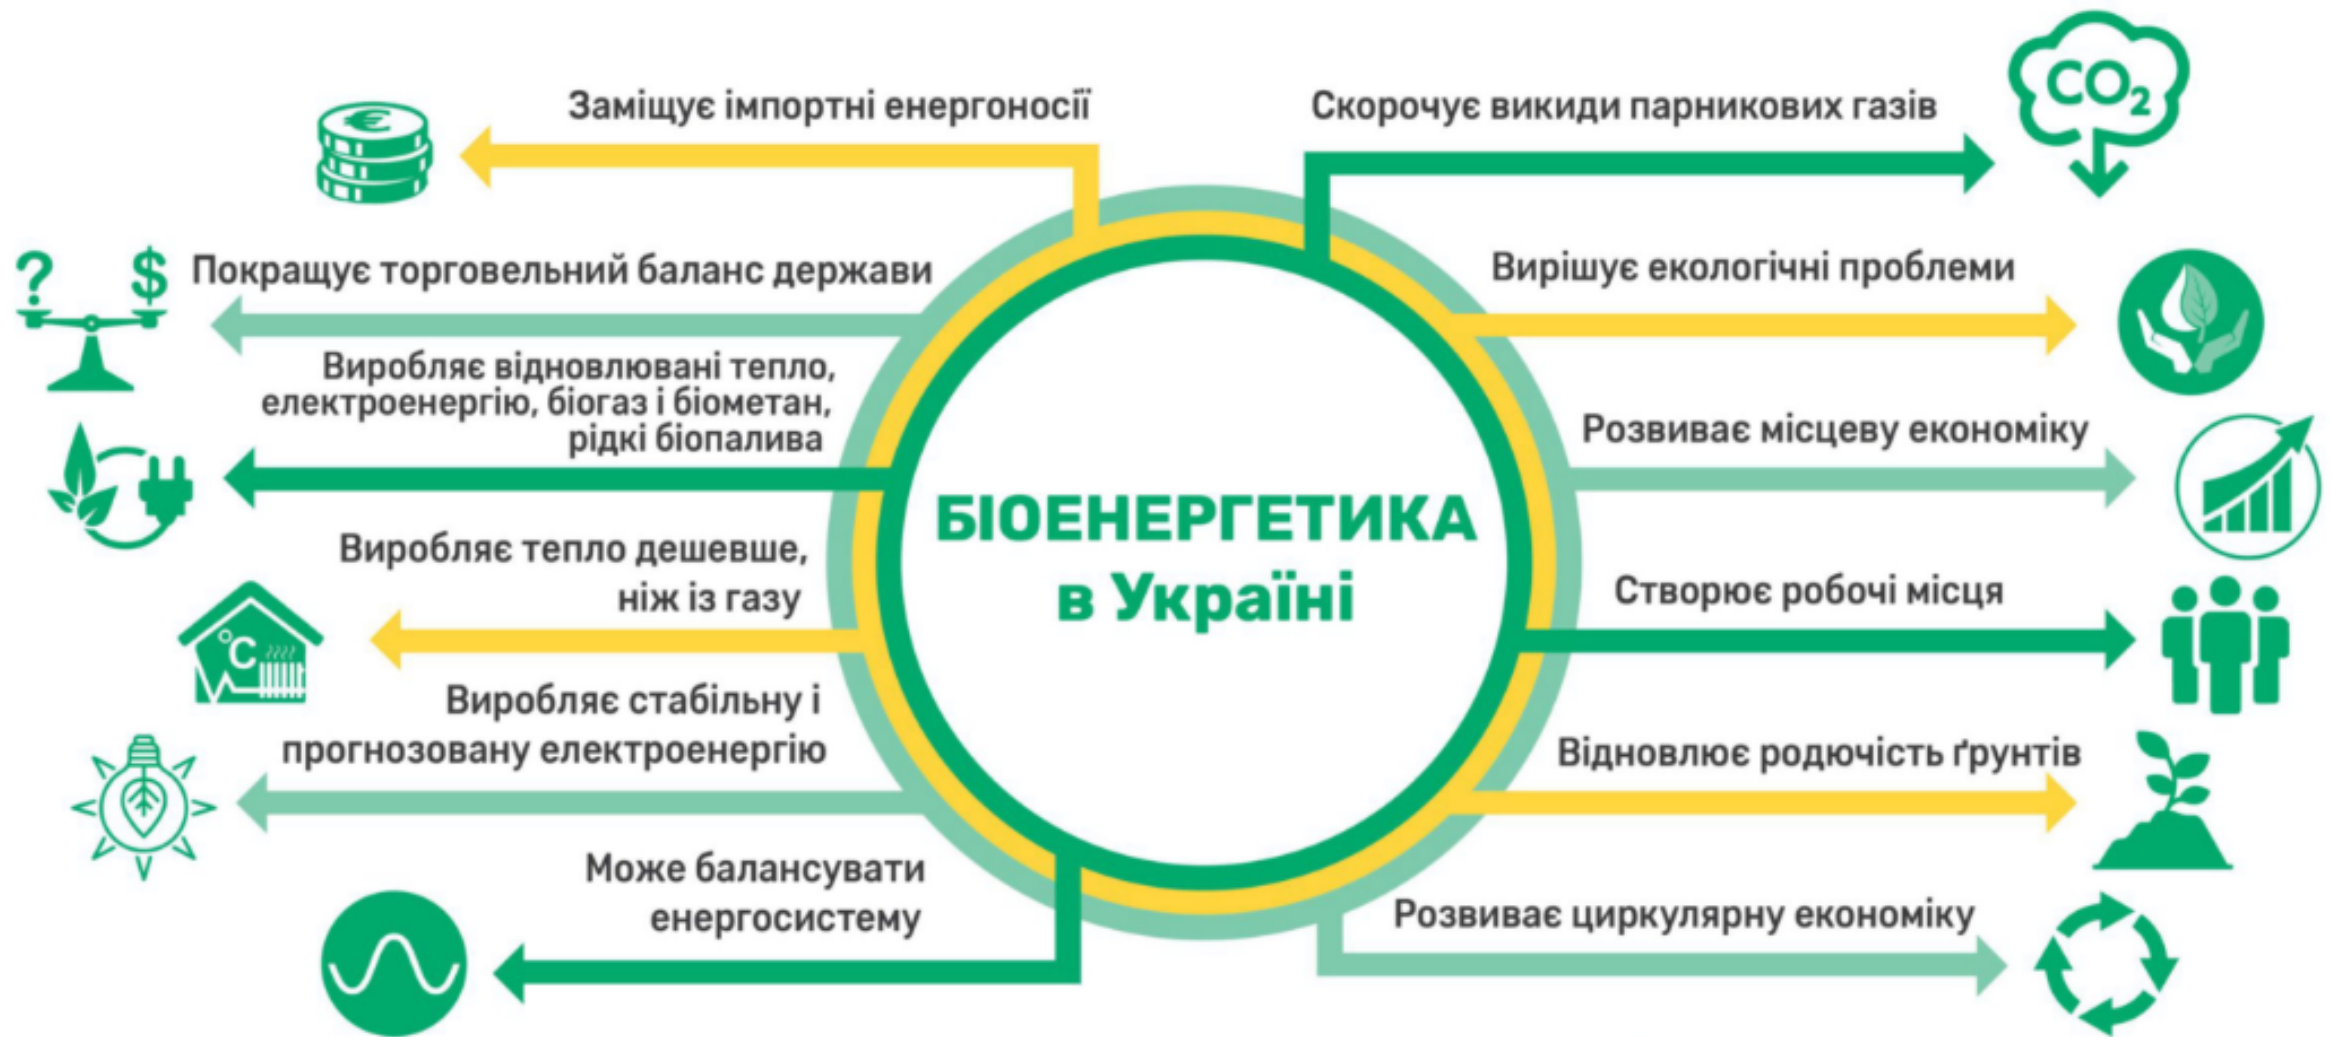 Заміщує імпортні енергоносії
Покращує торговельний баланс держави
Виробляє відновлювані тепло,
електроенергію, біогаз і біометан,
рідкі біопалива
Виробляє тепло дешевше,
ніж із газу
Виробляє стабільну і
прогнозовану електроенергію
Може балансувати
енергосистему
БІОЕНЕРГЕТИКА
в Україні
Скорочує викиди парникових газів
Вирішує екологічні проблеми
Розвиває місцеву економіку
Створює робочі місця
Відновлює родючість ґрунтів
Розвиває циркулярну економіку
€
? $
°C
CO₂